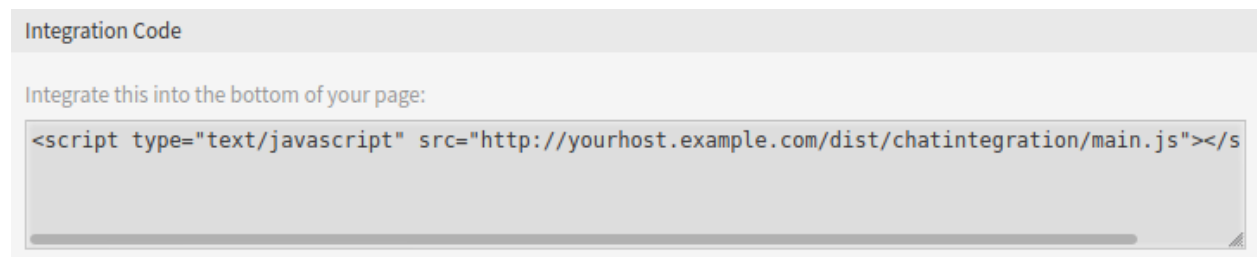 Integration Code
Integrate this into the bottom of your page:
<script type="text/javascript" src="http://yourhost.example.com/dist/chatintegration/main.js"></s